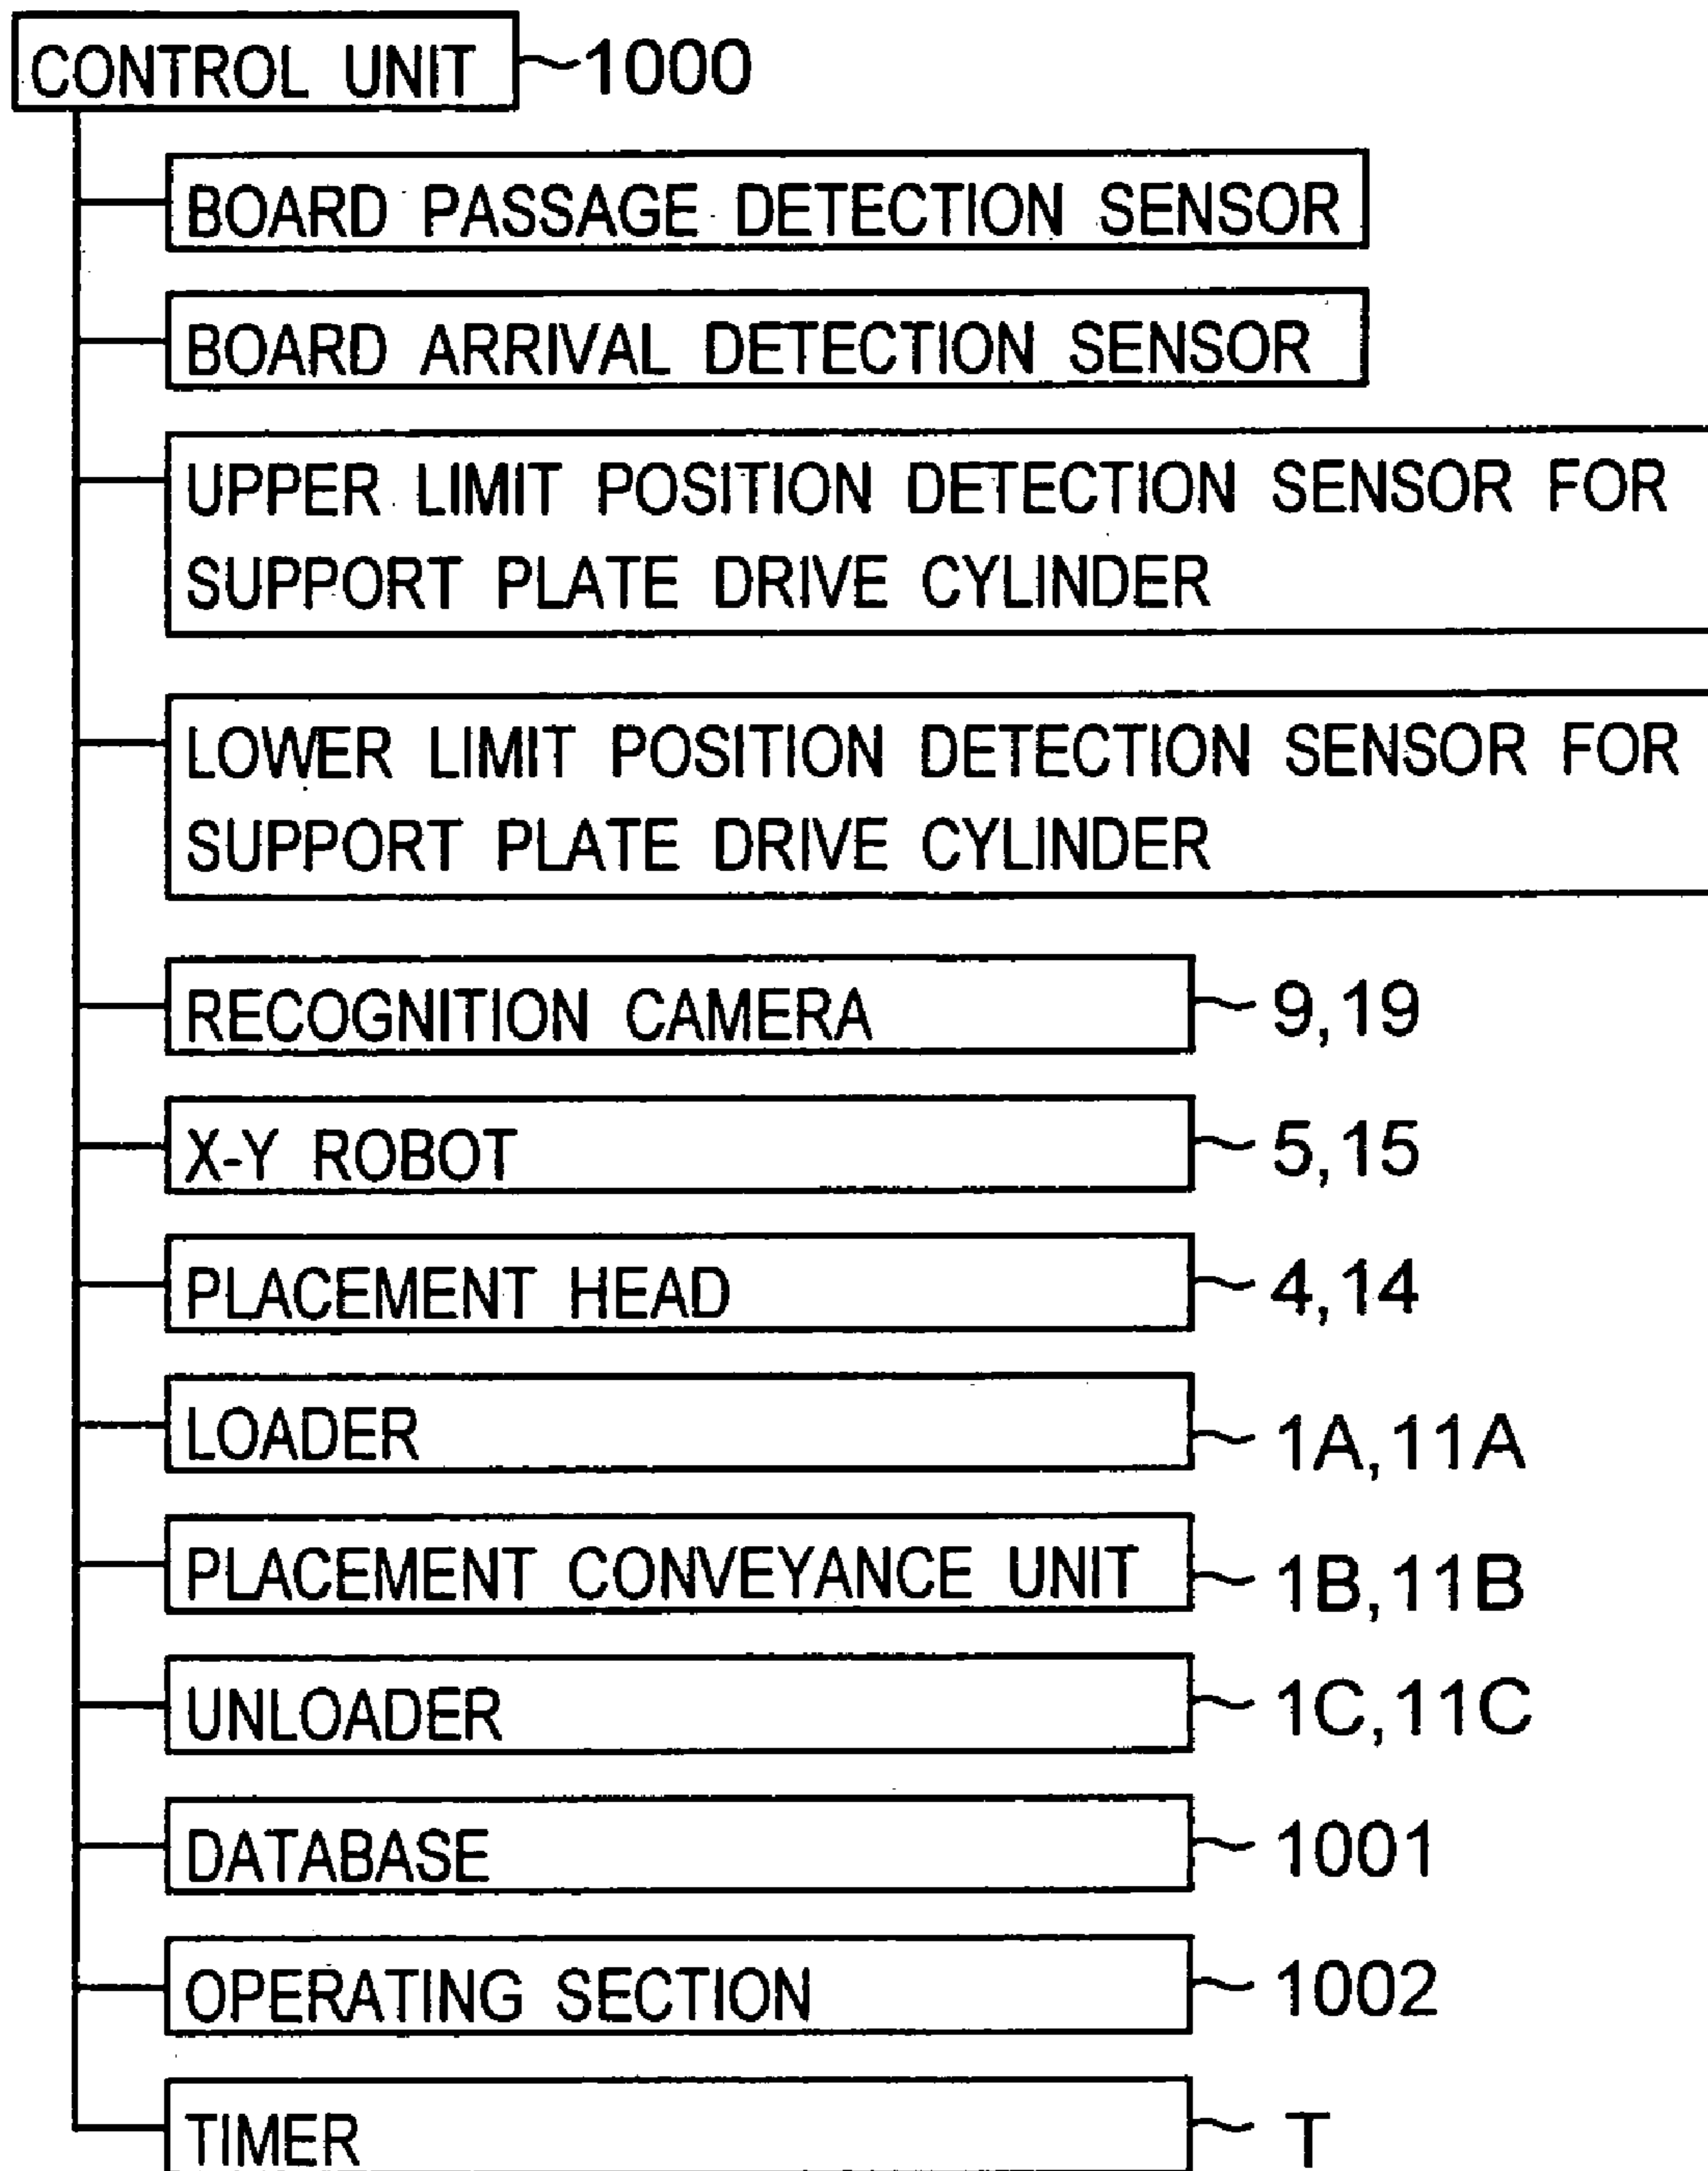 CONTROL UNIT ~1000
BOARD PASSAGE DETECTION SENSOR
BOARD ARRIVAL DETECTION SENSOR
UPPER LIMIT POSITION DETECTION SENSOR FOR
SUPPORT PLATE DRIVE CYLINDER
LOWER LIMIT POSITION DETECTION SENSOR FOR
SUPPORT PLATE DRIVE CYLINDER
RECOGNITION CAMERA ~ 9,19
X-Y ROBOT ~ 5,15
PLACEMENT HEAD ~ 4,14
LOADER ~ 1A,11A
PLACEMENT CONVEYANCE UNIT ~ 1B,11B
UNLOADER ~ 1C,11C
DATABASE ~ 1001
OPERATING SECTION ~ 1002
TIMER ~ T